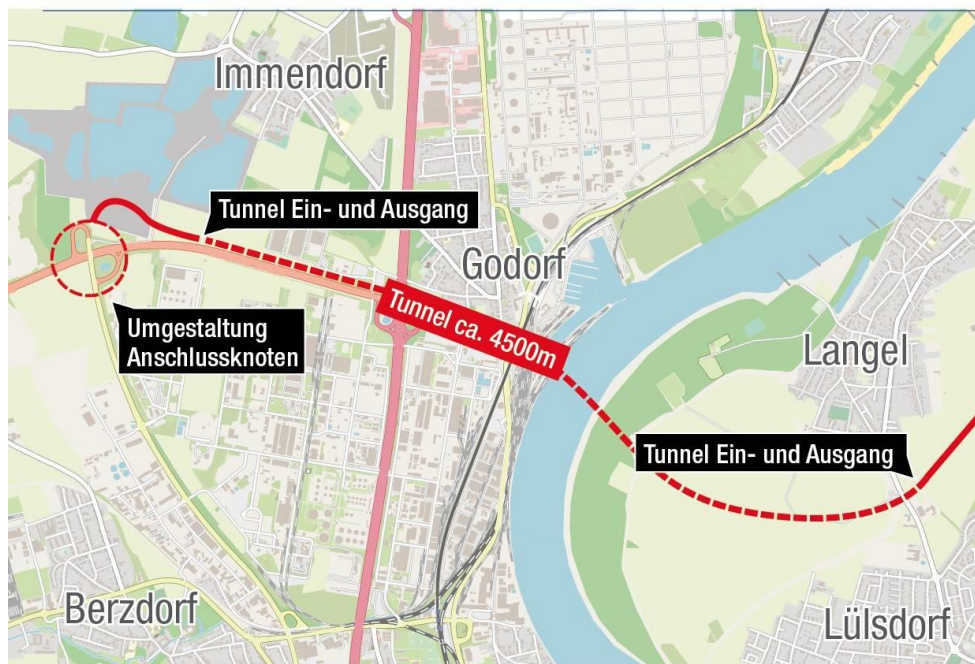 Immendorf
Tunnel Ein- und Ausgang
Godorf
Umgestaltung
Anschlussknoten
Tunnel ca. 4500m
Langel
Tunnel Ein- und Ausgang
Berzdorf
Lülsdorf